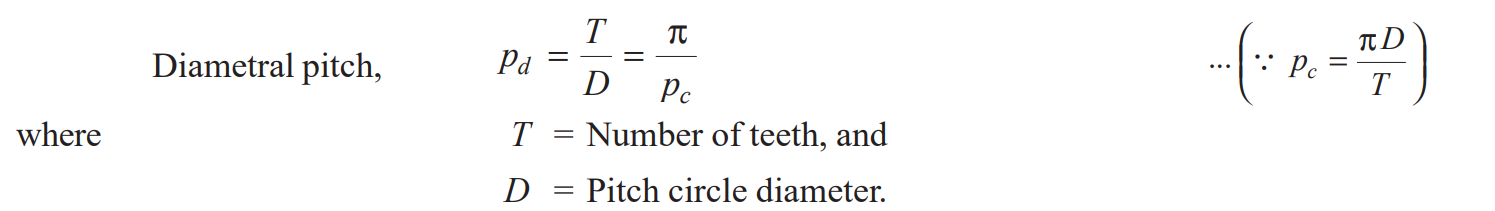 Diametral pitch, p_d = T/D = π/p_c ...(∵ p_c = πD/T)
where T = Number of teeth, and
D = Pitch circle diameter.